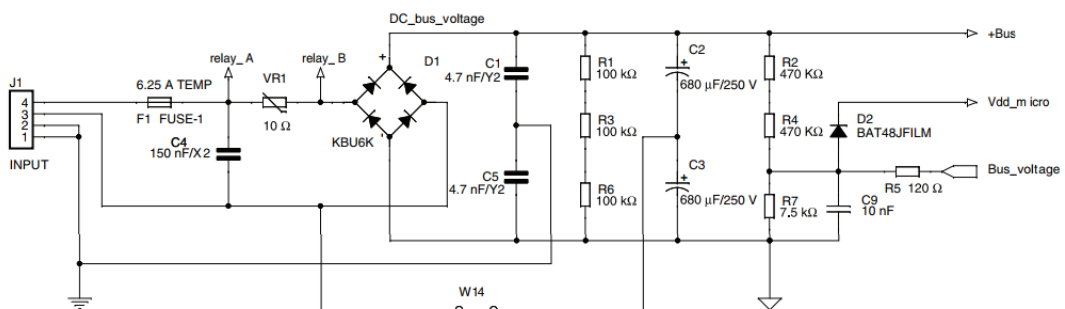 DC_bus_voltage
+Bus
relay_A
relay_B
+
D1
C1
4.7 nF/Y2
R1
100 kΩ
C2
+
680 µF/250 V
R2
470 KΩ
J1
6.25 A TEMP
VR1
4
3
2
1
F1 FUSE-1
10 Ω
KBU6K
-
Vdd_micro
INPUT
C4
150 nF/X2
R3
100 kΩ
R4
470 KΩ
D2
BAT48JFILM
C5
4.7 nF/Y2
R6
100 kΩ
C3
+
680 µF/250 V
Bus_voltage
R5 120 Ω
R7
7.5 kΩ
C9
10 nF
W14